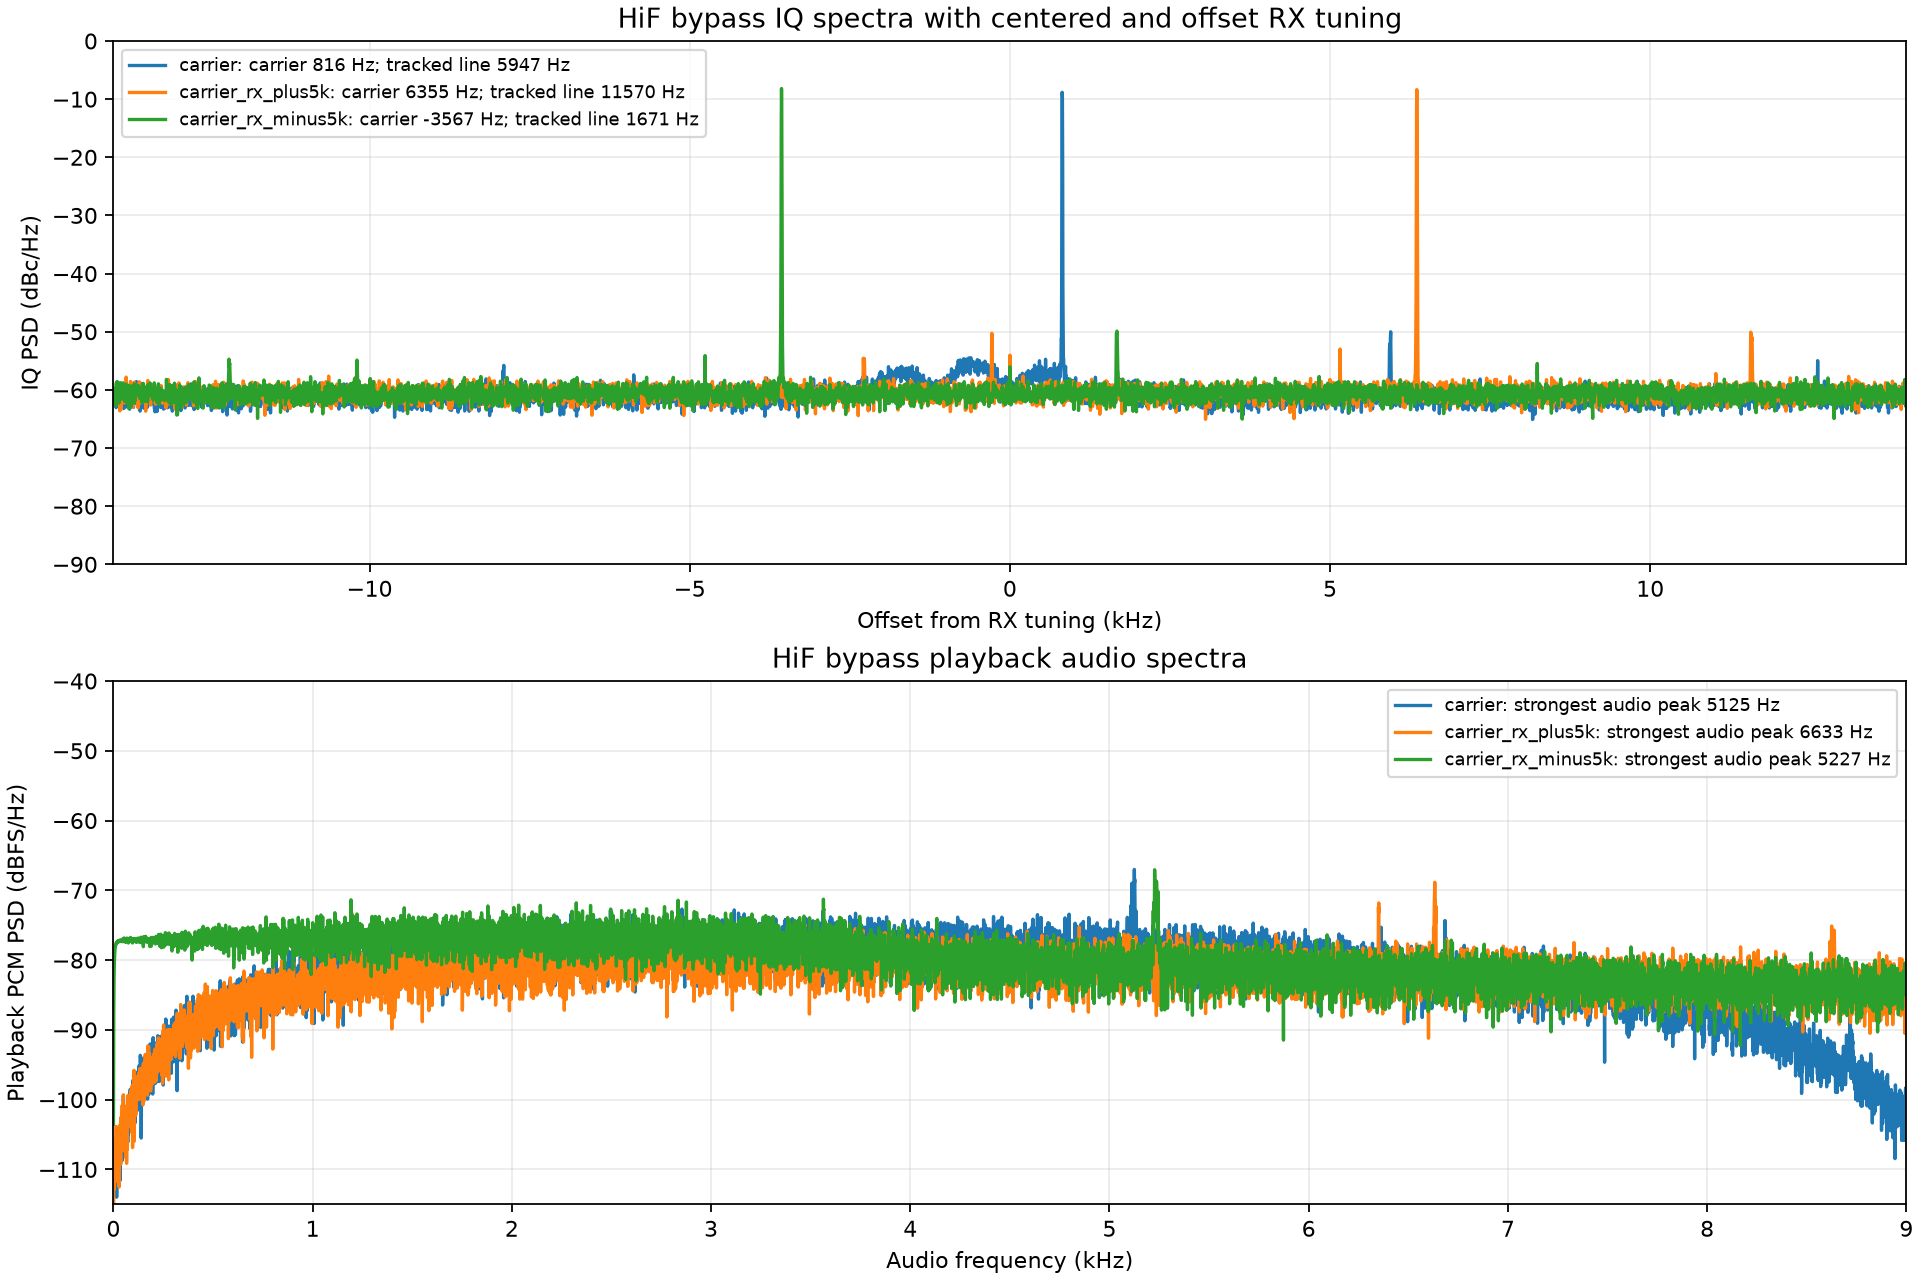 HiF bypass IQ spectra with centered and offset RX tuning
0
−10
−20
−30
−40
−50
−60
−70
−80
−90
IQ PSD (dBc/Hz)
carrier: carrier 816 Hz; tracked line 5947 Hz
carrier_rx_plus5k: carrier 6355 Hz; tracked line 11570 Hz
carrier_rx_minus5k: carrier -3567 Hz; tracked line 1671 Hz
−10 −5 0 5 10
Offset from RX tuning (kHz)
HiF bypass playback audio spectra
−40
−50
−60
−70
−80
−90
−100
−110
Playback PCM PSD (dBFS/Hz)
carrier: strongest audio peak 5125 Hz
carrier_rx_plus5k: strongest audio peak 6633 Hz
carrier_rx_minus5k: strongest audio peak 5227 Hz
0 1 2 3 4 5 6 7 8 9
Audio frequency (kHz)